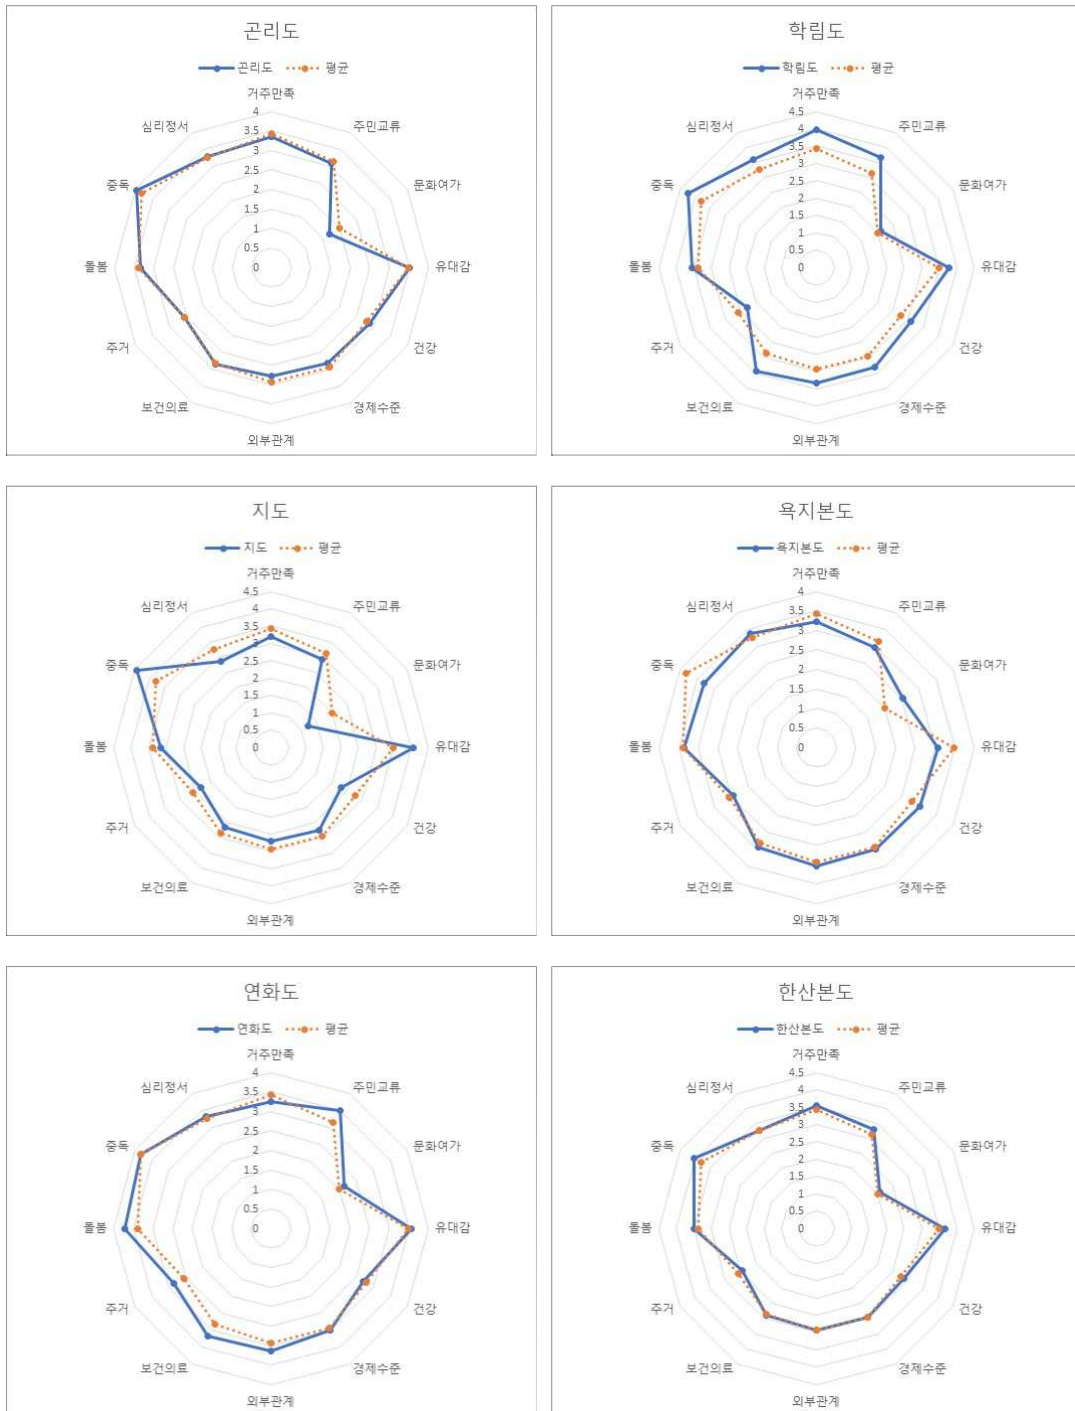 곤리도
곤리도 평균
거주만족
심리정서 주민교류
중독 문화여가
돌봄 유대감
주거 건강
보건의료 경제수준
외부관계
4
3.5
3
2.5
2
1.5
1
0.5
0
학림도
학림도 평균
거주만족
심리정서 주민교류
중독 문화여가
돌봄 유대감
주거 건강
보건의료 경제수준
외부관계
4.5
4
3.5
3
2.5
2
1.5
1
0.5
0
지도
지도 평균
거주만족
심리정서 주민교류
중독 문화여가
돌봄 유대감
주거 건강
보건의료 경제수준
외부관계
4.5
4
3.5
3
2.5
2
1.5
1
0.5
0
욕지본도
욕지본도 평균
거주만족
심리정서 주민교류
중독 문화여가
돌봄 유대감
주거 건강
보건의료 경제수준
외부관계
4
3.5
3
2.5
2
1.5
1
0.5
0
연화도
연화도 평균
거주만족
심리정서 주민교류
중독 문화여가
돌봄 유대감
주거 건강
보건의료 경제수준
외부관계
4
3.5
3
2.5
2
1.5
1
0.5
0
한산본도
한산본도 평균
거주만족
심리정서 주민교류
중독 문화여가
돌봄 유대감
주거 건강
보건의료 경제수준
외부관계
4.5
4
3.5
3
2.5
2
1.5
1
0.5
0